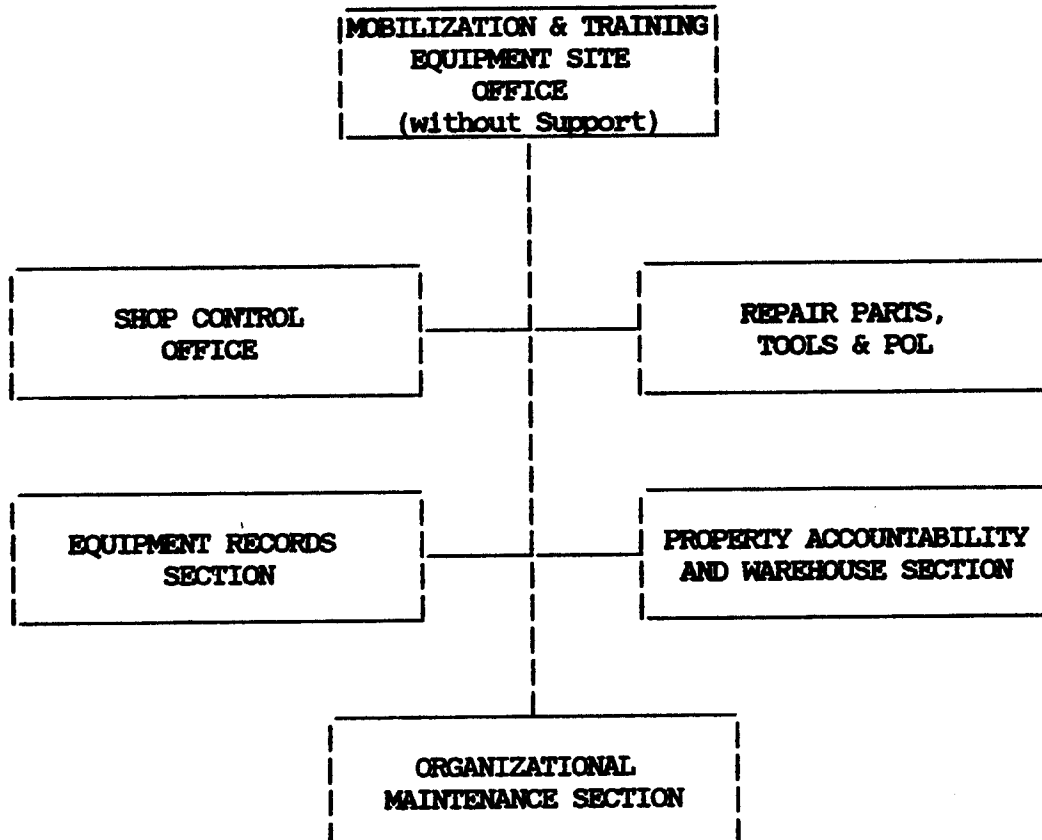 MOBILIZATION & TRAINING
EQUIPMENT SITE
OFFICE
(without Support)
SHOP CONTROL
OFFICE
REPAIR PARTS,
TOOLS & POL
EQUIPMENT RECORDS
SECTION
PROPERTY ACCOUNTABILITY
AND WAREHOUSE SECTION
ORGANIZATIONAL
MAINTENANCE SECTION